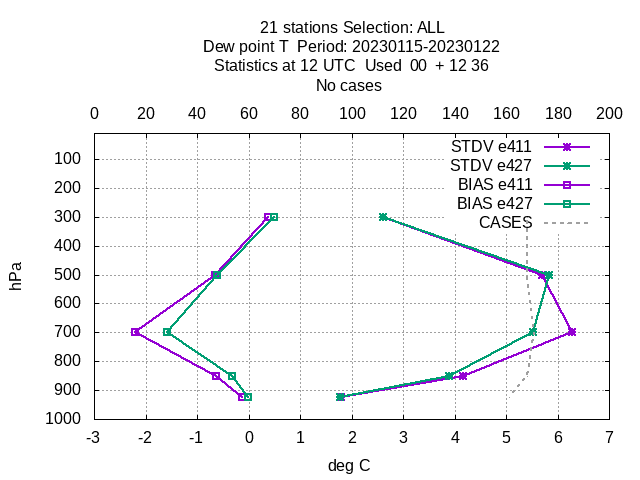 21 stations Selection: ALL
Dew point T  Period: 20230115-20230122
Statistics at 12 UTC  Used  00  + 12 36
No cases
0 20 40 60 80 100 120 140 160 180 200
STDV e411
STDV e427
BIAS e411
BIAS e427
CASES
100
200
300
400
500
600
700
800
900
1000
hPa
-3 -2 -1 0 1 2 3 4 5 6 7
deg C